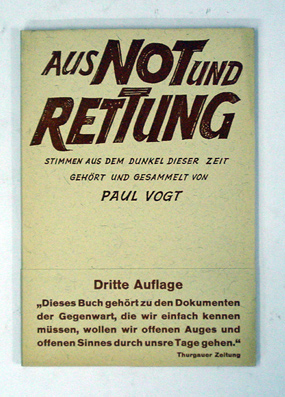 AUS NOT UND
RETTUNG
STIMMEN AUS DEM DUNKEL DIESER ZEIT
GEHÖRT UND GESAMMELT VON
PAUL VOGT
Dritte Auflage
„Dieses Buch gehört zu den Dokumenten
der Gegenwart, die wir einfach kennen
müssen, wollen wir offenen Auges und
offenen Sinnes durch unsre Tage gehen.“
Thurgauer Zeitung